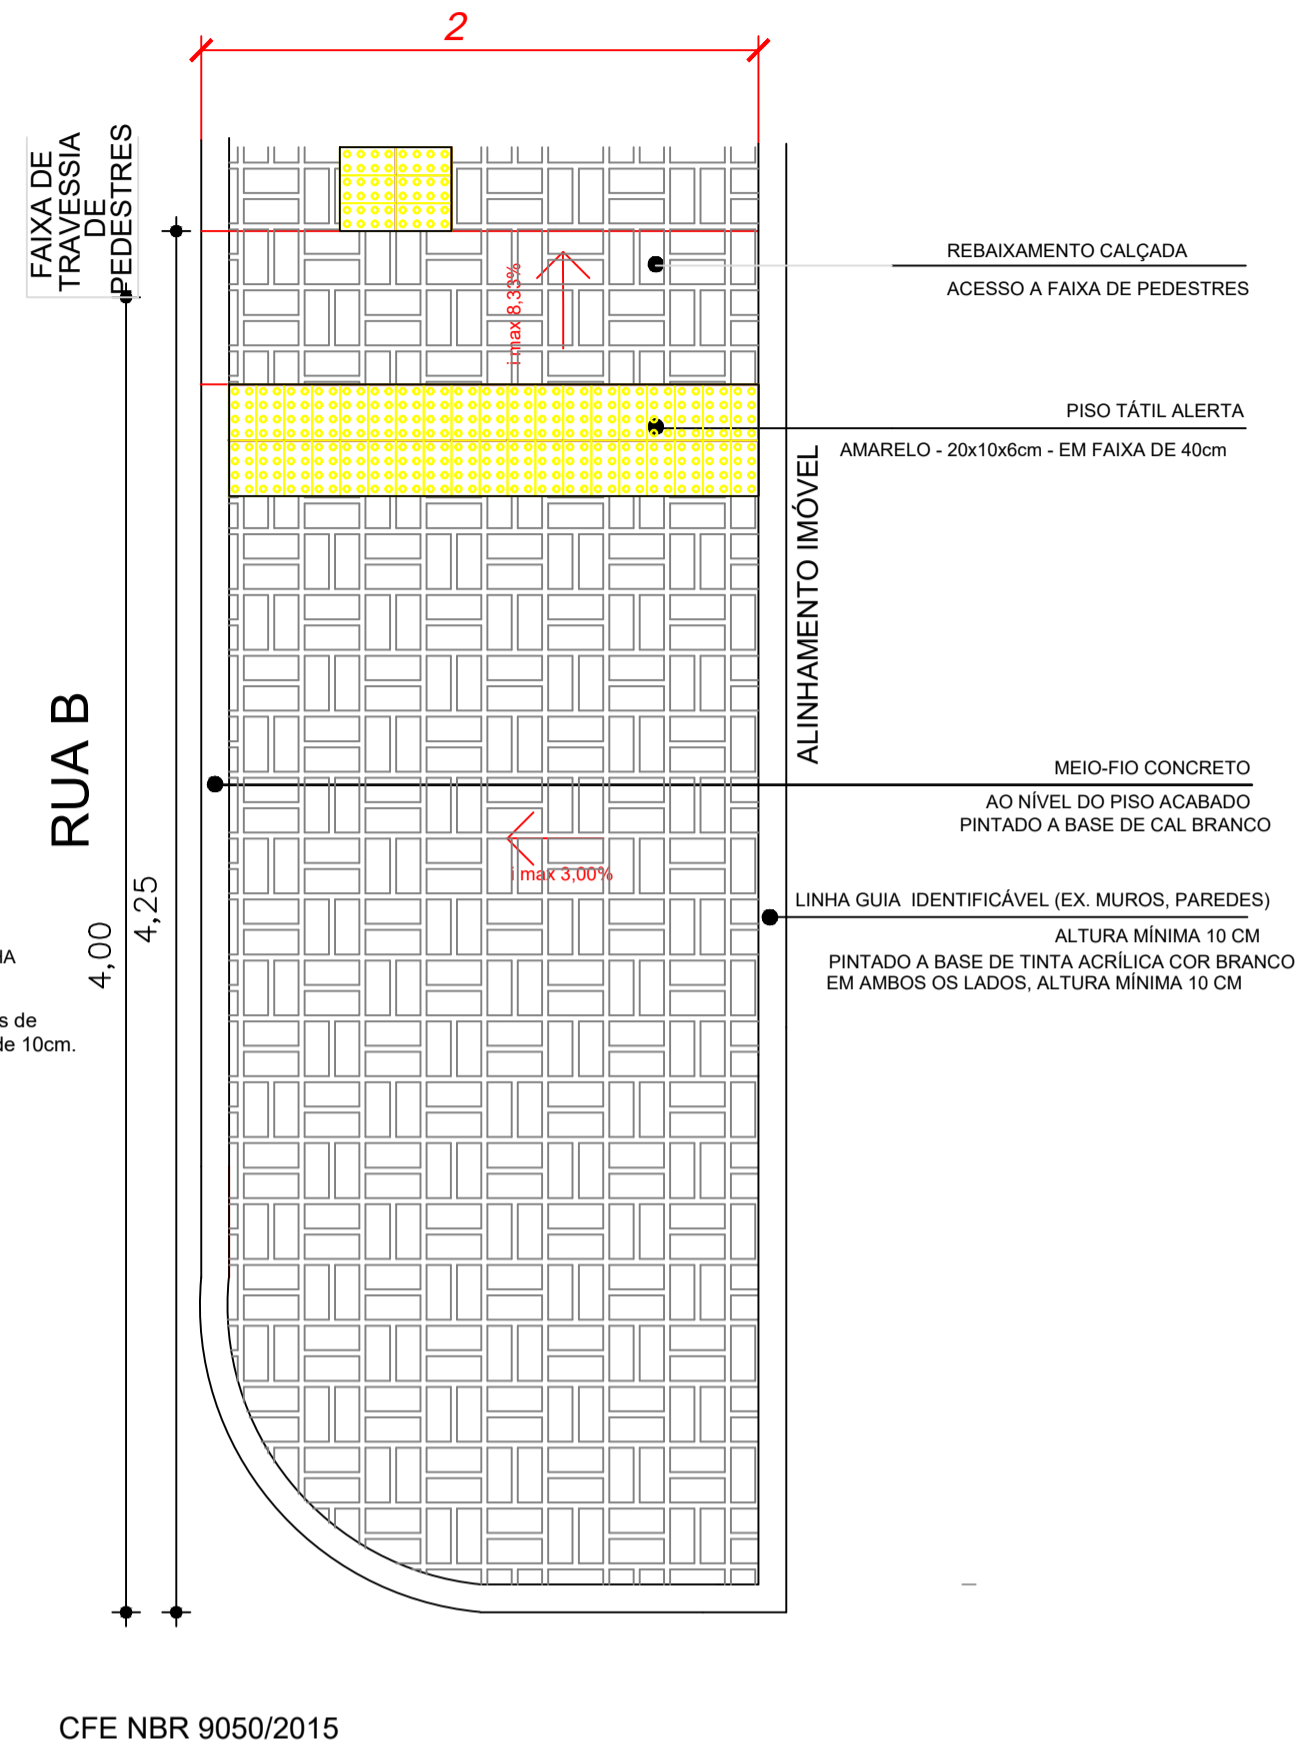 2
FAIXA DE
TRAVESSIA
DE
PEDESTRES
REBAIXAMENTO CALÇADA
ACESSO A FAIXA DE PEDESTRES
i max 8,33%
PISO TÁTIL ALERTA
AMARELO - 20x10x6cm - EM FAIXA DE 40cm
ALINHAMENTO IMÓVEL
RUA B
MEIO-FIO CONCRETO
AO NÍVEL DO PISO ACABADO
PINTADO A BASE DE CAL BRANCO
i max 3,00%
LINHA GUIA IDENTIFICÁVEL (EX. MUROS, PAREDES)
ALTURA MÍNIMA 10 CM
PINTADO A BASE DE TINTA ACRÍLICA COR BRANCO
EM AMBOS OS LADOS, ALTURA MÍNIMA 10 CM
4,00
4,25
HA
s de
de 10cm.
CFE NBR 9050/2015